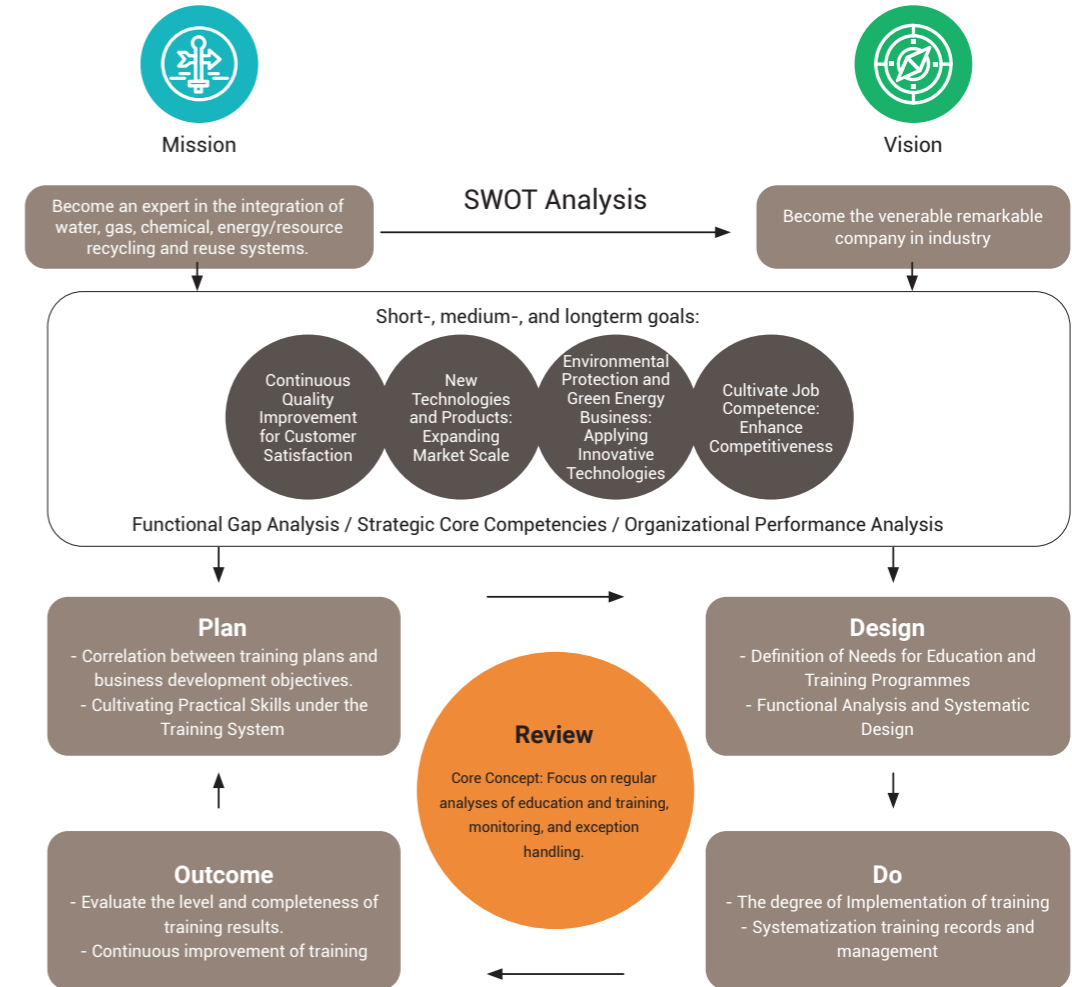 Mission
Vision
Become an expert in the integration of
water, gas, chemical, energy/resource
recycling and reuse systems.
SWOT Analysis
Become the venerable remarkable
company in industry
Short-, medium-, and longterm goals:
Continuous
Quality
Improvement
for Customer
Satisfaction
New
Technologies
and Products:
Expanding
Market Scale
Environmental
Protection and
Green Energy
Business:
Applying
Innovative
Technologies
Cultivate Job
Competence:
Enhance
Competitiveness
Functional Gap Analysis / Strategic Core Competencies / Organizational Performance Analysis
Plan
- Correlation between training plans and
business development objectives.
- Cultivating Practical Skills under the
Training System
Design
- Definition of Needs for Education and
Training Programmes
- Functional Analysis and Systematic
Design
Review
Core Concept: Focus on regular
analyses of education and training,
monitoring, and exception
handling.
Outcome
- Evaluate the level and completeness of
training results.
- Continuous improvement of training
Do
- The degree of Implementation of training
- Systematization training records and
management